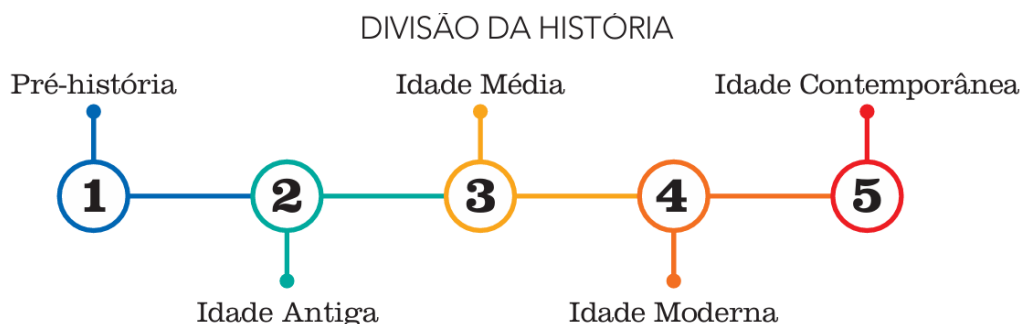 DIVISÃO DA HISTÓRIA
Pré-história
Idade Média
Idade Contemporânea
1
2
3
4
5
Idade Antiga
Idade Moderna